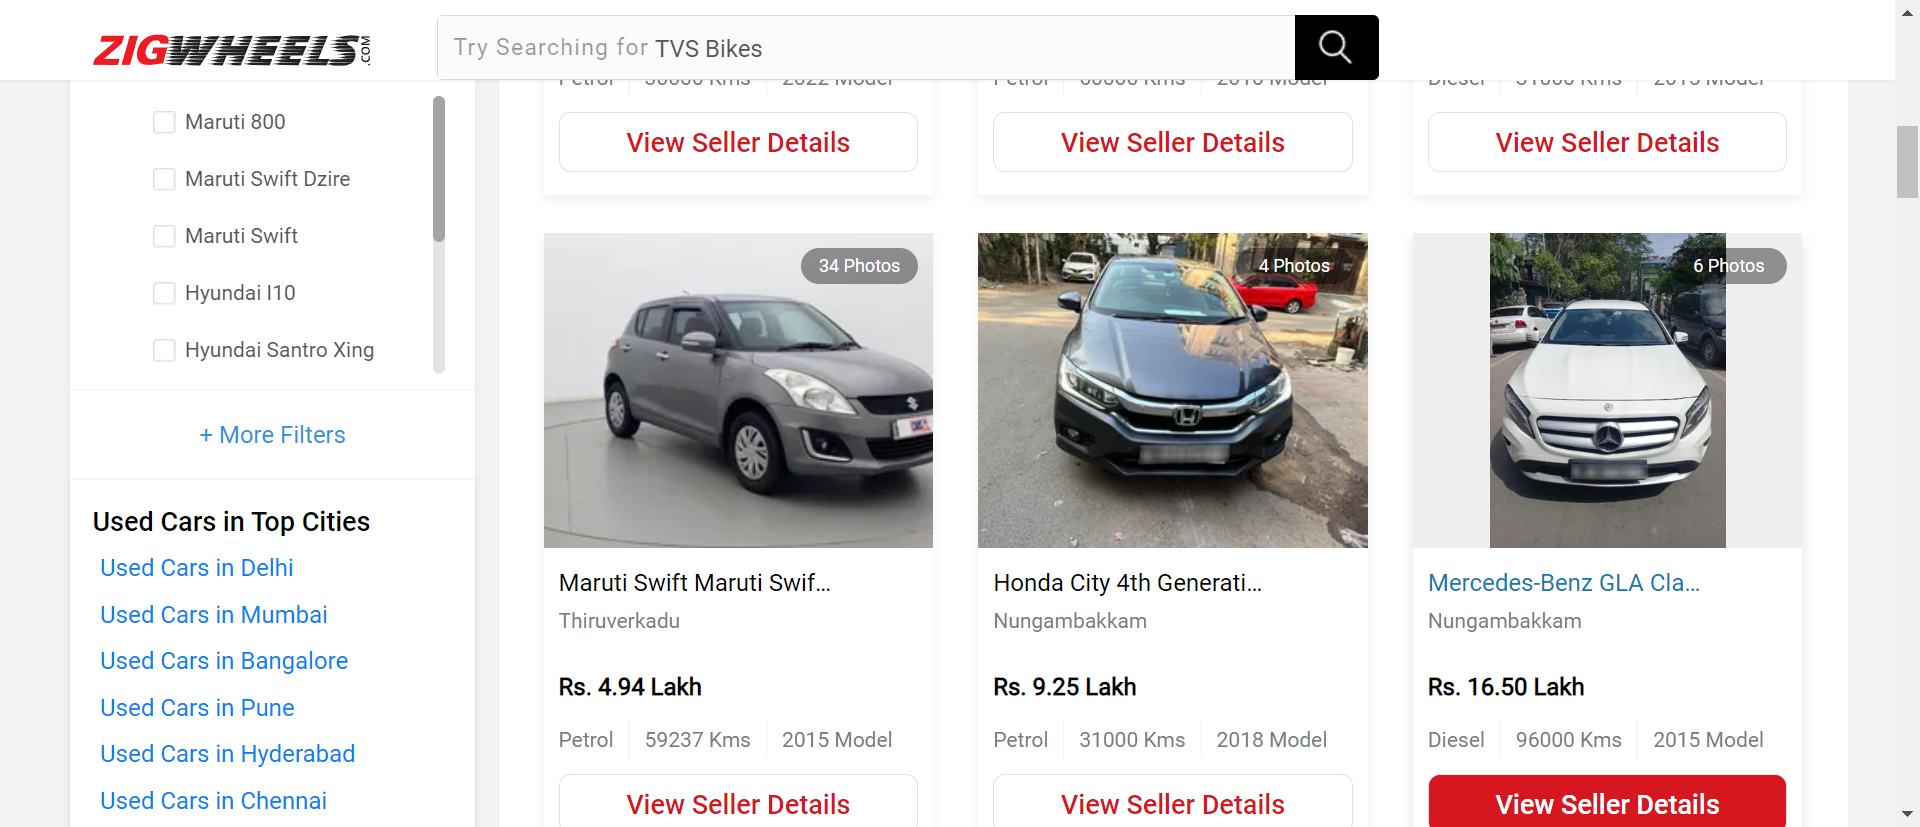 ZIGWHEELS.COM
Try Searching for TVS Bikes
Maruti 800
Maruti Swift Dzire
Maruti Swift
Hyundai I10
Hyundai Santro Xing
+ More Filters
Used Cars in Top Cities
Used Cars in Delhi
Used Cars in Mumbai
Used Cars in Bangalore
Used Cars in Pune
Used Cars in Hyderabad
Used Cars in Chennai
View Seller Details
View Seller Details
View Seller Details
34 Photos
Maruti Swift Maruti Swif...
Thiruverkadu
Rs. 4.94 Lakh
Petrol 59237 Kms 2015 Model
View Seller Details
4 Photos
Honda City 4th Generati...
Nungambakkam
Rs. 9.25 Lakh
Petrol 31000 Kms 2018 Model
View Seller Details
6 Photos
Mercedes-Benz GLA Cla...
Nungambakkam
Rs. 16.50 Lakh
Diesel 96000 Kms 2015 Model
View Seller Details